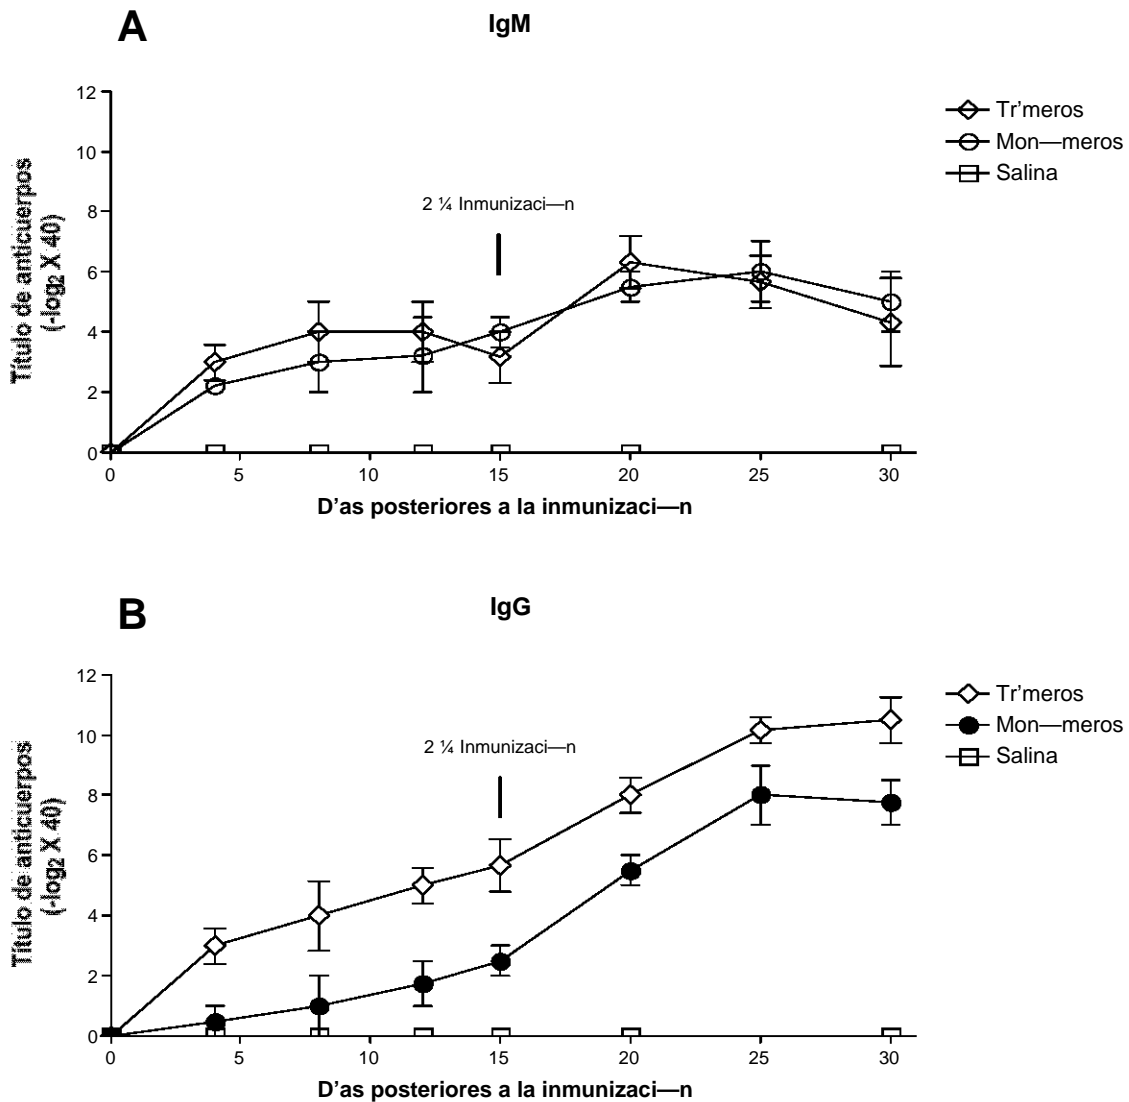 A
IgM
12
10
8
6
4
2
0
Título de anticuerpos
(-log2 X 40)
2 ¼ Inmunizaci—n
Tr'meros
Mon—meros
Salina
0 5 10 15 20 25 30
D'as posteriores a la inmunizaci—n
B
IgG
12
10
8
6
4
2
0
Título de anticuerpos
(-log2 X 40)
2 ¼ Inmunizaci—n
Tr'meros
Mon—meros
Salina
0 5 10 15 20 25 30
D'as posteriores a la inmunizaci—n